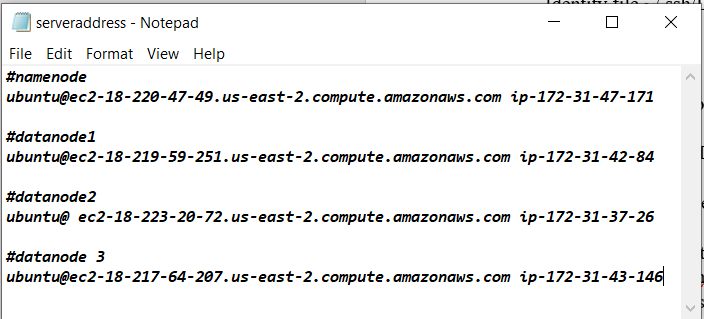 Identity file ~/.ssh/
serveraddress - Notepad
File Edit Format View Help
#namenode
ubuntu@ec2-18-220-47-49.us-east-2.compute.amazonaws.com ip-172-31-47-171
#datanode1
ubuntu@ec2-18-219-59-251.us-east-2.compute.amazonaws.com ip-172-31-42-84
#datanode2
ubuntu@ ec2-18-223-20-72.us-east-2.compute.amazonaws.com ip-172-31-37-26
#datanode 3
ubuntu@ec2-18-217-64-207.us-east-2.compute.amazonaws.com ip-172-31-43-146